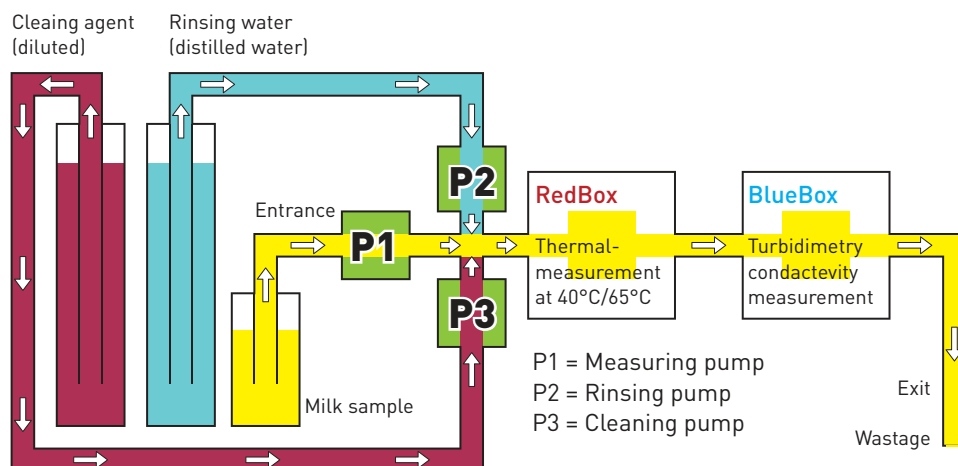 Cleaing agent
(diluted)
Rinsing water
(distilled water)
P2
RedBox
BlueBox
Entrance
P1
Thermal-
measurement
at 40°C/65°C
Turbidimetry
condactevity
measurement
P3
Milk sample
P1 = Measuring pump
P2 = Rinsing pump
P3 = Cleaning pump
Exit
Wastage